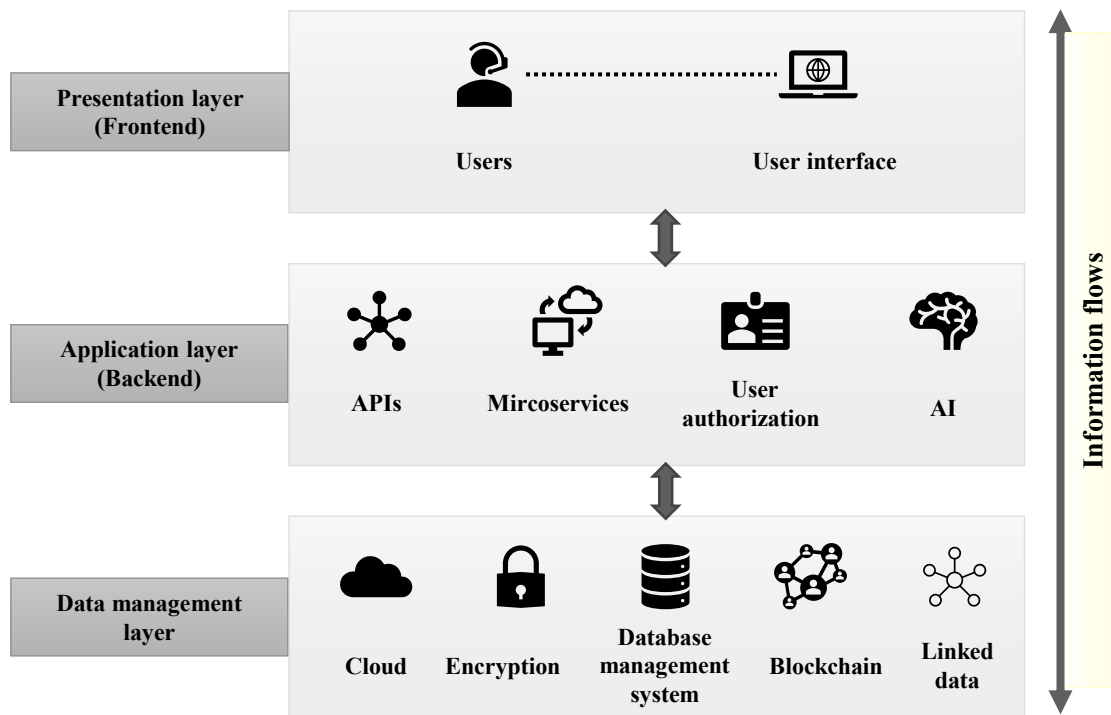 Presentation layer
(Frontend)
Users
User interface
Application layer
(Backend)
APIs
Mircoservices
User
authorization
AI
Data management
layer
Cloud
Encryption
Database
management
system
Blockchain
Linked
data
Information flows